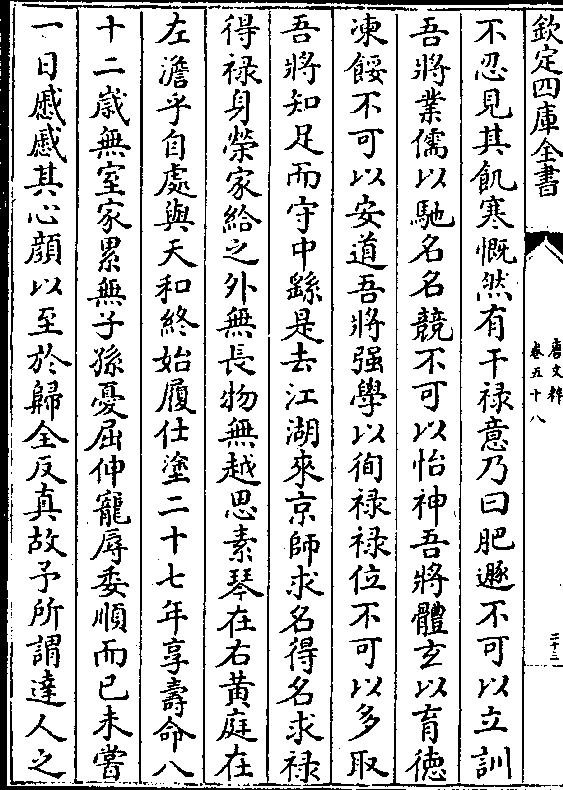 欽定四庫全書
唐文粹
卷五十八
二十三
不忍見其飢寒慨然有干禄意乃曰肥遯不可以立訓
吾將業儒以馳名名競不可以怡神吾將體玄以育德
凍餒不可以安道吾將强學以徇禄禄位不可以多取
吾將知足而守中繇是去江湖來京師求名得名求禄
得禄身榮家給之外無長物無越思素琴在右黄庭在
左澹乎自處與天和終始履仕塗二十七年享壽命八
十二歲無室家累無子孫憂屈伸寵辱委順而已未嘗
一日慼慼其心顔以至於歸全反真故予所謂達人之